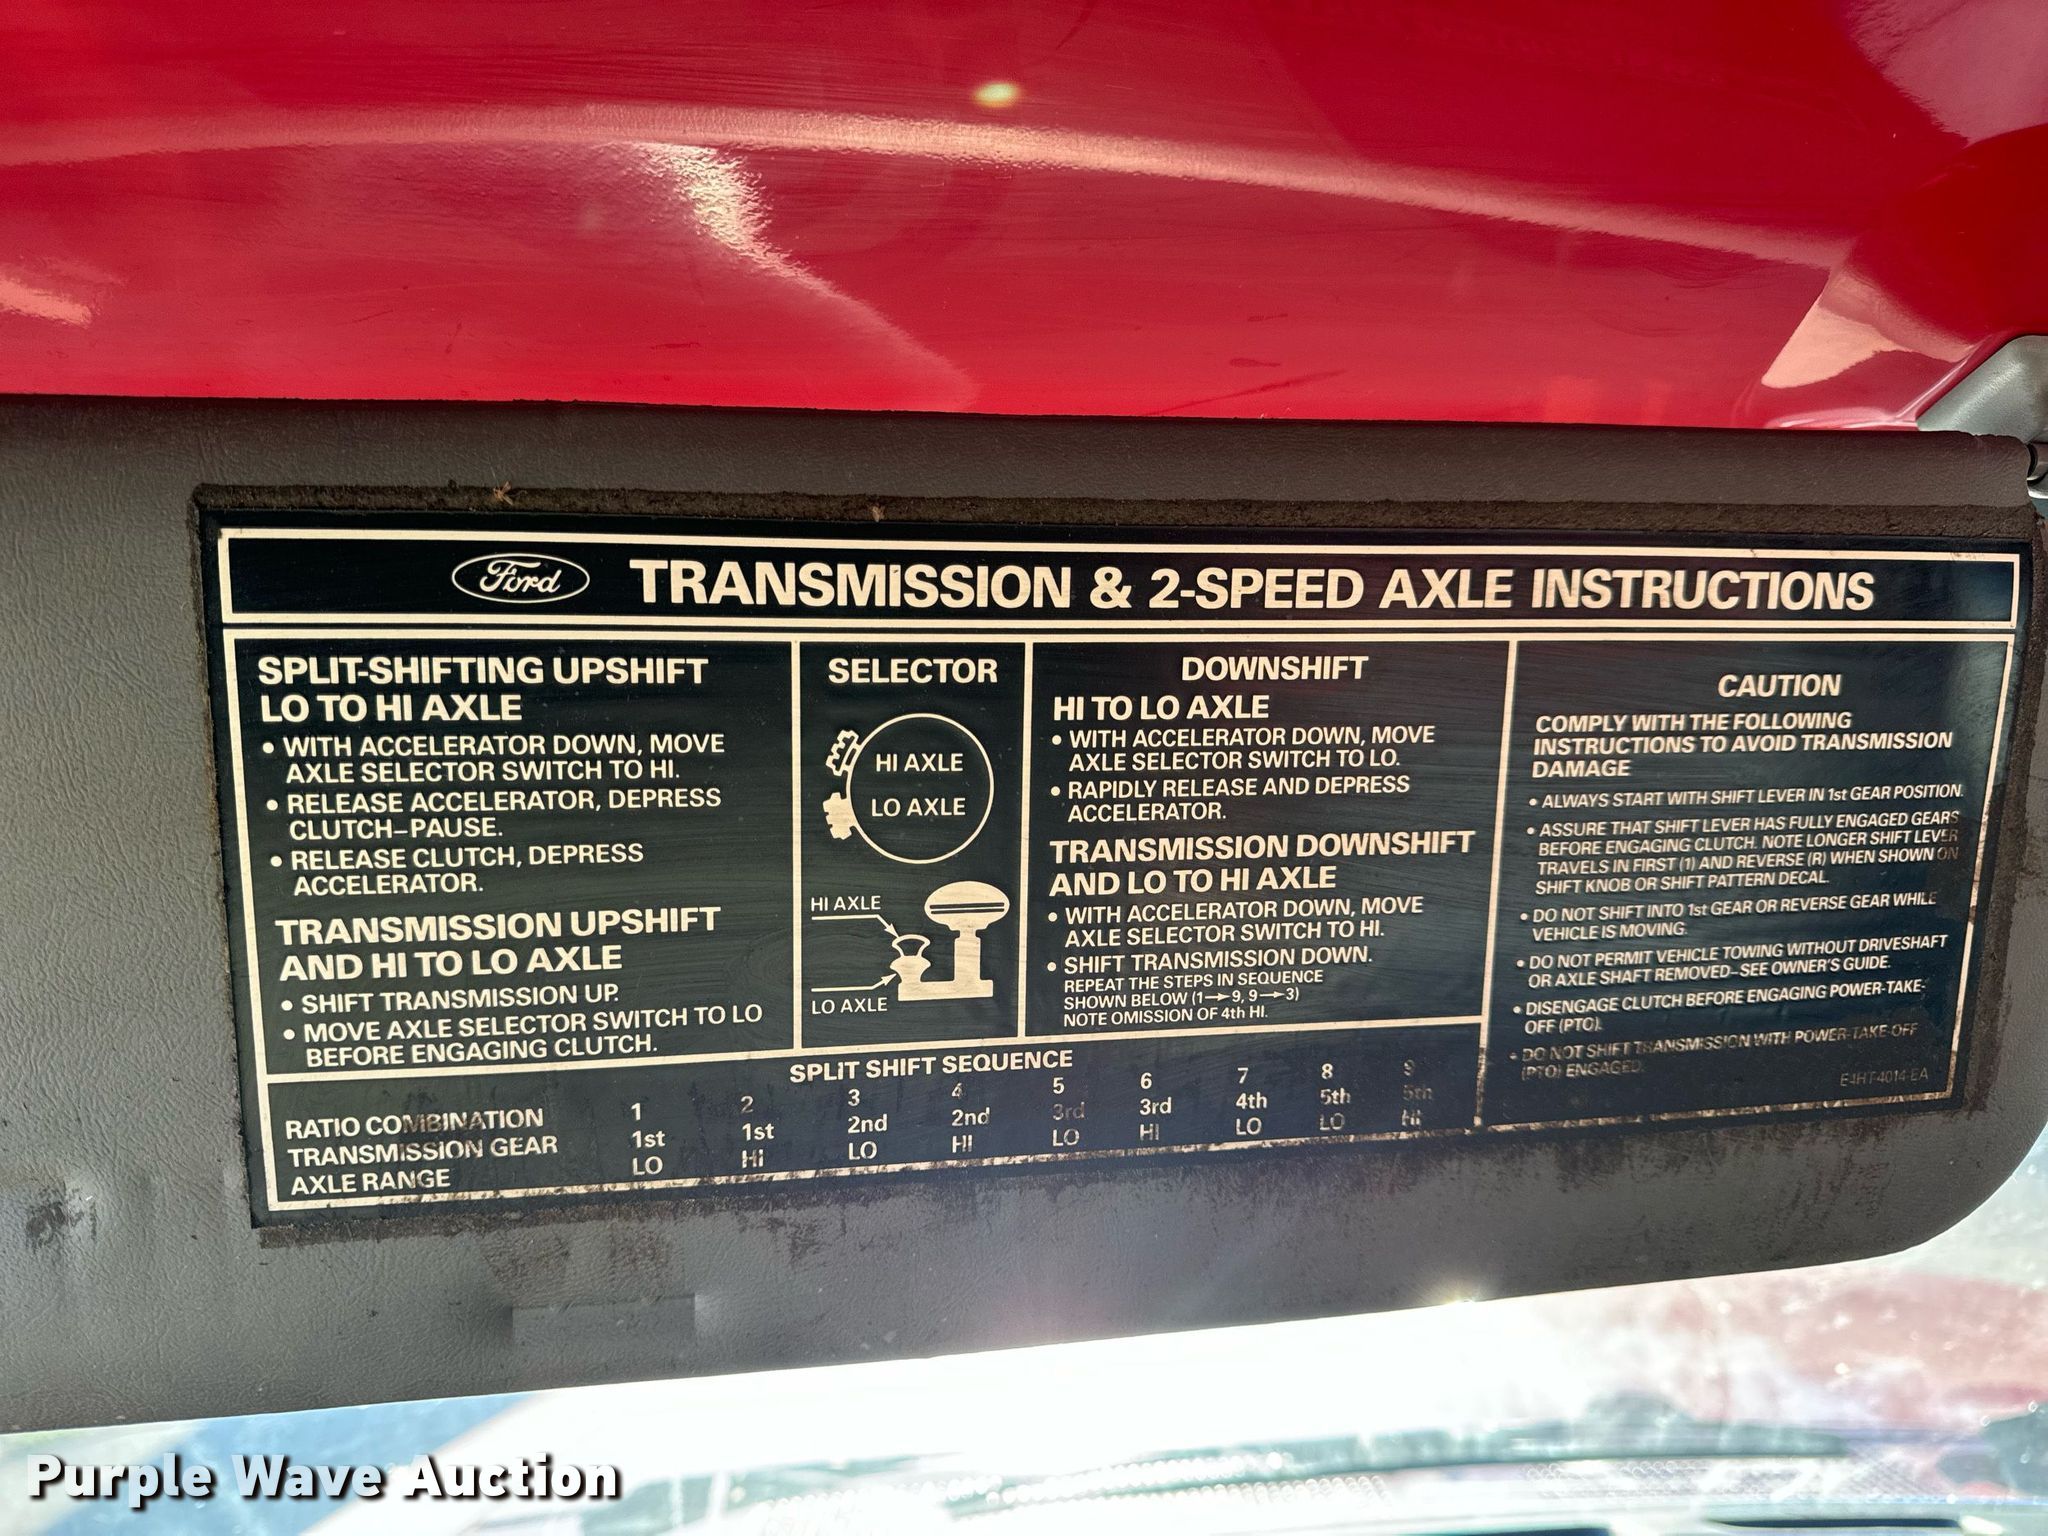 Ford TRANSMISSION & 2-SPEED AXLE INSTRUCTIONS
SPLIT-SHIFTING UPSHIFT
LO TO HI AXLE
• WITH ACCELERATOR DOWN, MOVE
AXLE SELECTOR SWITCH TO HI.
• RELEASE ACCELERATOR, DEPRESS
CLUTCH–PAUSE.
• RELEASE CLUTCH, DEPRESS
ACCELERATOR.
TRANSMISSION UPSHIFT
AND HI TO LO AXLE
• SHIFT TRANSMISSION UP.
• MOVE AXLE SELECTOR SWITCH TO LO
BEFORE ENGAGING CLUTCH.
SELECTOR
HI AXLE
LO AXLE
HI AXLE
LO AXLE
DOWNSHIFT
HI TO LO AXLE
• WITH ACCELERATOR DOWN, MOVE
AXLE SELECTOR SWITCH TO LO.
• RAPIDLY RELEASE AND DEPRESS
ACCELERATOR.
TRANSMISSION DOWNSHIFT
AND LO TO HI AXLE
• WITH ACCELERATOR DOWN, MOVE
AXLE SELECTOR SWITCH TO HI.
• SHIFT TRANSMISSION DOWN.
REPEAT THE STEPS IN SEQUENCE
SHOWN BELOW (1→9, 9→3)
NOTE OMISSION OF 4th HI.
CAUTION
COMPLY WITH THE FOLLOWING
INSTRUCTIONS TO AVOID TRANSMISSION
DAMAGE
• ALWAYS START WITH SHIFT LEVER IN 1st GEAR POSITION.
• ASSURE THAT SHIFT LEVER HAS FULLY ENGAGED GEARS
BEFORE ENGAGING CLUTCH. NOTE LONGER SHIFT LEVER
TRAVELS IN FIRST (1) AND REVERSE (R) WHEN SHOWN ON
SHIFT KNOB OR SHIFT PATTERN DECAL.
• DO NOT SHIFT INTO 1st GEAR OR REVERSE GEAR WHILE
VEHICLE IS MOVING.
• DO NOT PERMIT VEHICLE TOWING WITHOUT DRIVESHAFT
OR AXLE SHAFT REMOVED–SEE OWNER'S GUIDE.
• DISENGAGE CLUTCH BEFORE ENGAGING POWER-TAKE-
OFF (PTO).
• DO NOT SHIFT TRANSMISSION WITH POWER-TAKE-OFF
(PTO) ENGAGED.
E4HT-4014-EA
SPLIT SHIFT SEQUENCE
RATIO COMBINATION 1 2 3 4 5 6 7 8 9
TRANSMISSION GEAR 1st 1st 2nd 2nd 3rd 3rd 4th 5th 5th
AXLE RANGE LO HI LO HI LO HI LO LO HI
Purple Wave Auction